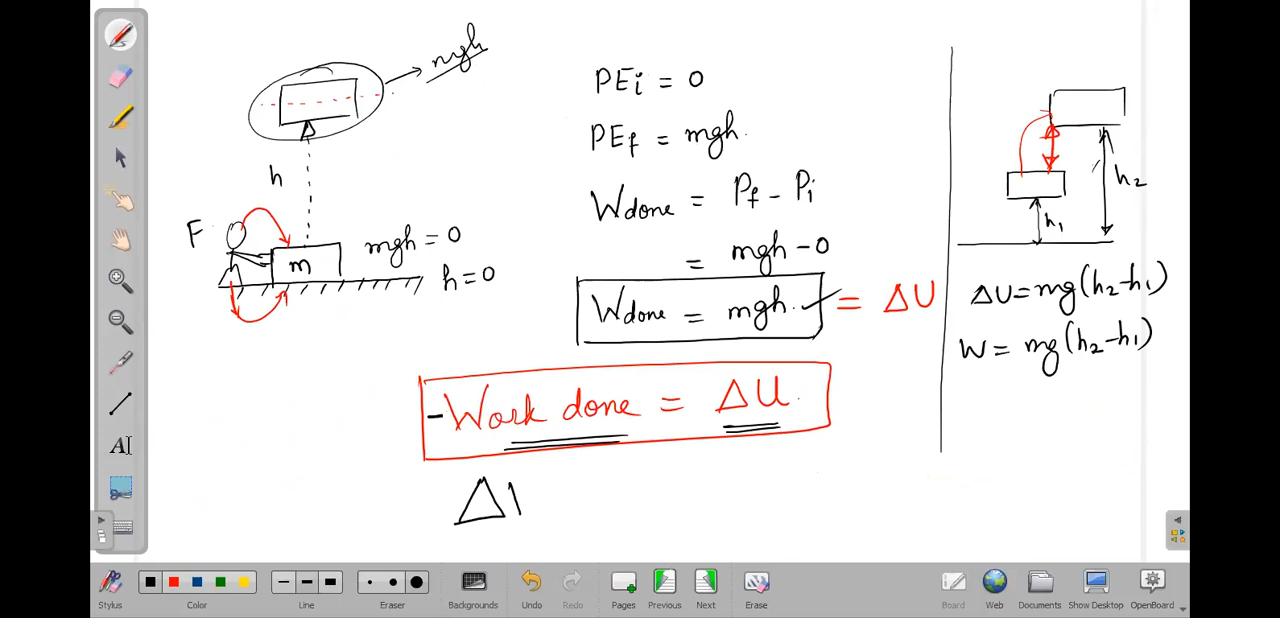 mgh
h
F
m
mgh = 0
h = 0
PEi = 0
PEf = mgh.
Wdone = Pf - Pi
= mgh - 0
Wdone = mgh. = ΔU
- Work done = ΔU.
Δ
h₁
h₂
ΔU = mg(h₂-h₁)
W = mg(h₂-h₁)
Stylus
Color
Line
Eraser
Backgrounds
Undo
Redo
Pages
Previous
Next
Erase
Board
Web
Documents
Show Desktop
OpenBoard